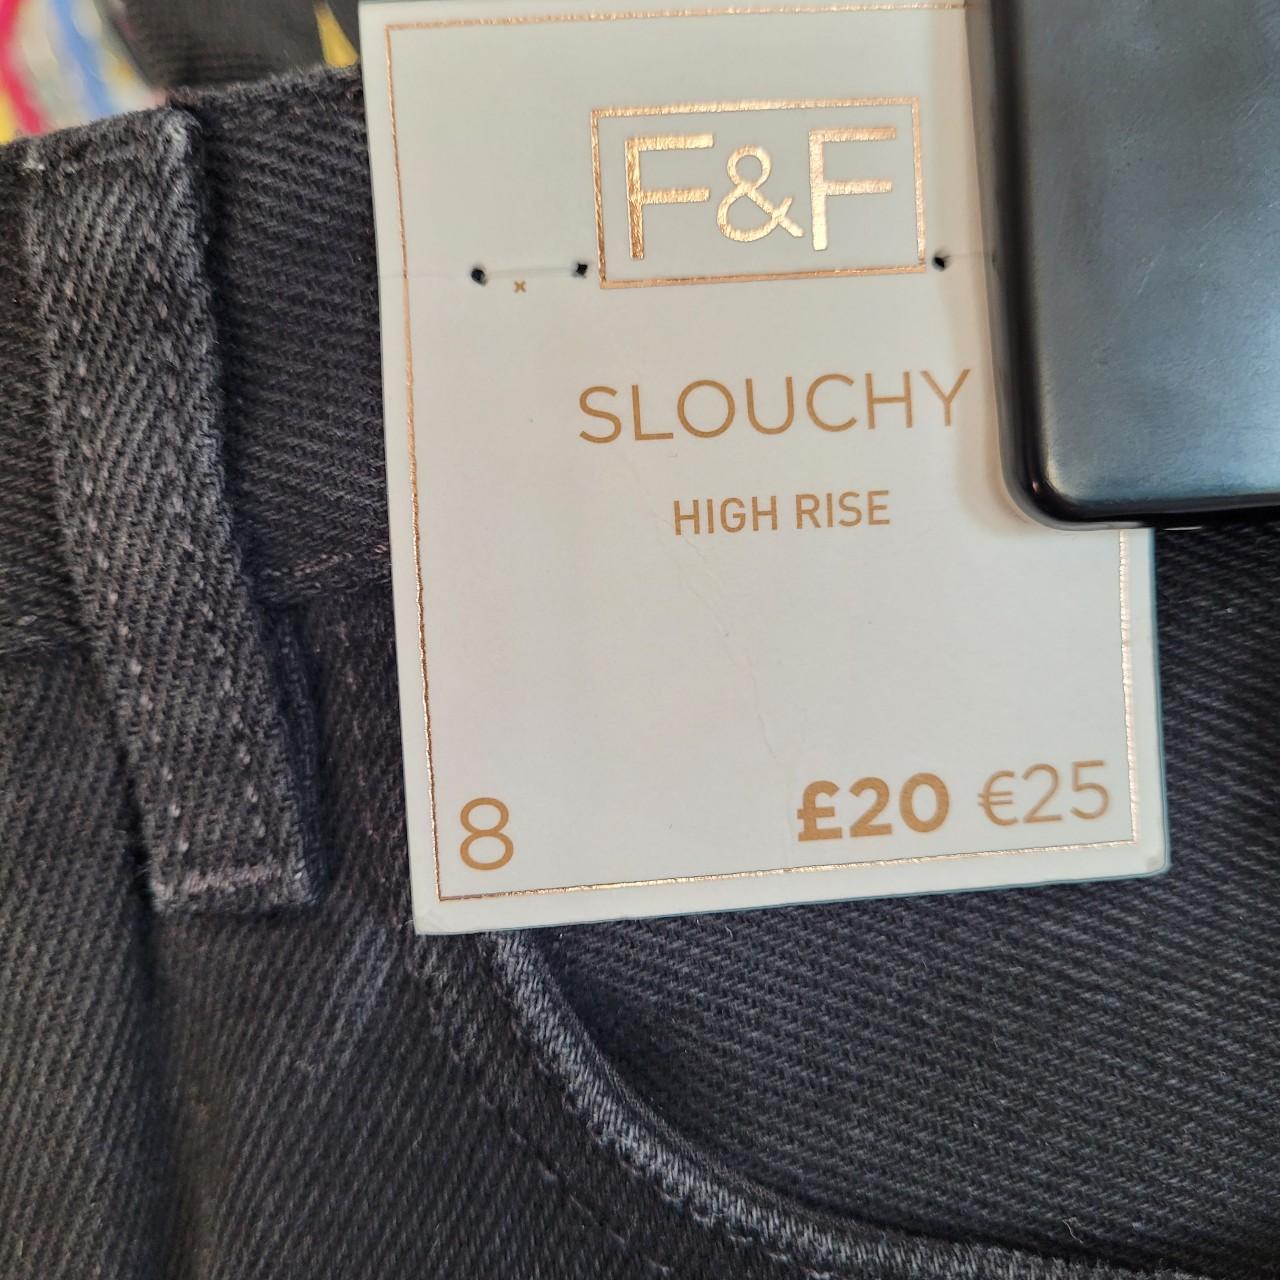 F&F
SLOUCHY
HIGH RISE
8 £20 €25